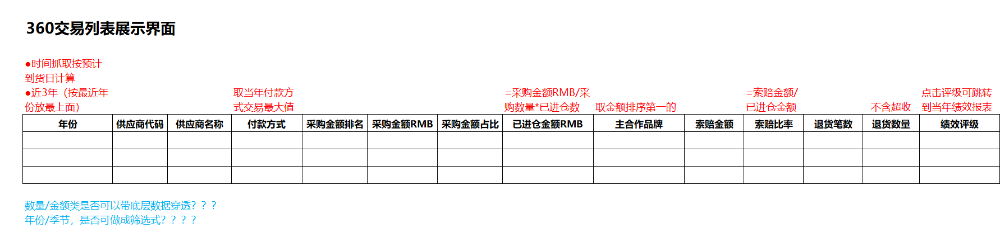 360交易列表展示界面
●时间抓取按预计
到货日计算
●近3年（按最近年
份放最上面）
取当年付款方
式交易最大值
=采购金额RMB/采
购数量*已进仓数
取金额排序第一的
=索赔金额/
已进仓金额
不含超收
点击评级可跳转
到当年绩效报表
年份 供应商代码 供应商名称 付款方式 采购金额排名 采购金额RMB 采购金额占比 已进仓金额RMB 主合作品牌 索赔金额 索赔比率 退货笔数 退货数量 绩效评级
数量/金额类是否可以带底层数据穿透？？？
年份/季节，是否可做成筛选式？？？？